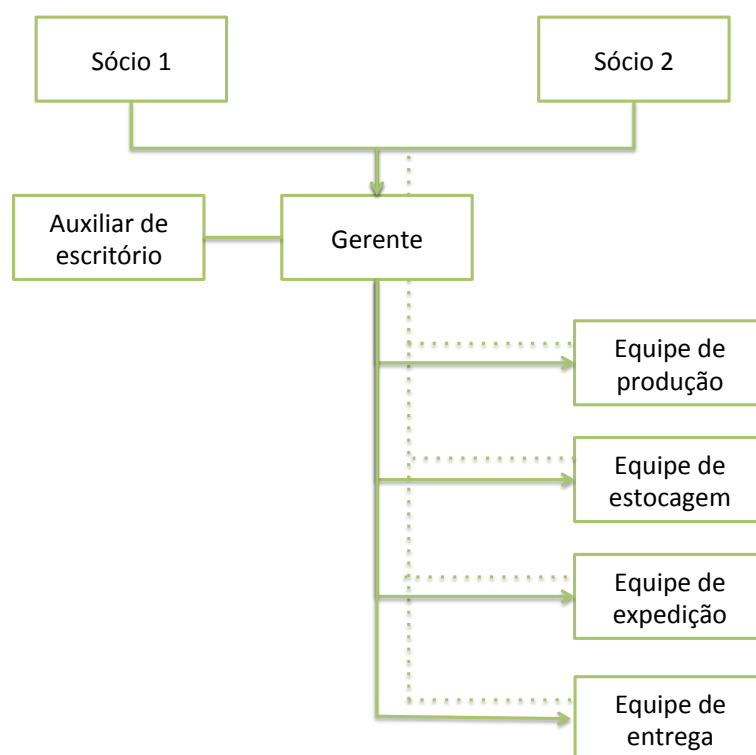 Sócio 1
Sócio 2
Auxiliar de
escritório
Gerente
Equipe de
produção
Equipe de
estocagem
Equipe de
expedição
Equipe de
entrega